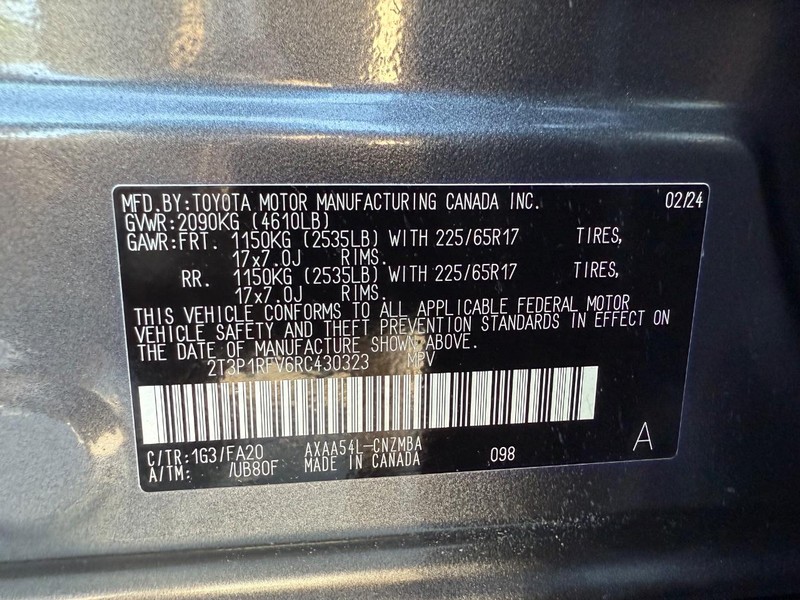 MFD.BY:TOYOTA MOTOR MANUFACTURING CANADA INC. 02/24
GVWR:2090KG (4610LB)
GAWR:FRT. 1150KG (2535LB) WITH 225/65R17 TIRES,
17x7.0J RIMS.
RR. 1150KG (2535LB) WITH 225/65R17 TIRES,
17x7.0J RIMS.
THIS VEHICLE CONFORMS TO ALL APPLICABLE FEDERAL MOTOR
VEHICLE SAFETY AND THEFT PREVENTION STANDARDS IN EFFECT ON
THE DATE OF MANUFACTURE SHOWN ABOVE.
2T3P1RFV6RC430323 MPV
C/TR:1G3/FA20 AXAA54L-CNZMBA
A/TM: /UB80F MADE IN CANADA 098 A